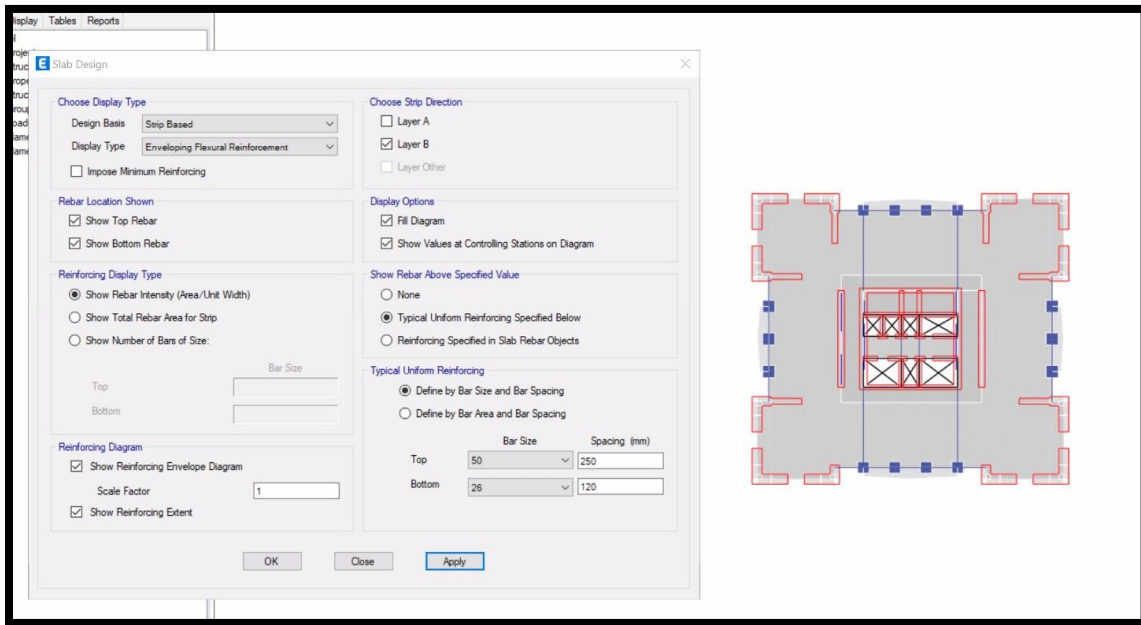 isplay Tables Reports
E Slab Design
Choose Display Type
Design Basis Strip Based
Display Type Enveloping Flexural Reinforcement
Impose Minimum Reinforcing
Choose Strip Direction
Layer A
Layer B
Layer Other
Rebar Location Shown
Show Top Rebar
Show Bottom Rebar
Display Options
Fill Diagram
Show Values at Controlling Stations on Diagram
Reinforcing Display Type
Show Rebar Intensity (Area/Unit Width)
Show Total Rebar Area for Strip
Show Number of Bars of Size:
Bar Size
Top
Bottom
Show Rebar Above Specified Value
None
Typical Uniform Reinforcing Specified Below
Reinforcing Specified in Slab Rebar Objects
Typical Uniform Reinforcing
Define by Bar Size and Bar Spacing
Define by Bar Area and Bar Spacing
Bar Size Spacing (mm)
Top 50 250
Bottom 26 120
Reinforcing Diagram
Show Reinforcing Envelope Diagram
Scale Factor 1
Show Reinforcing Extent
OK Close Apply